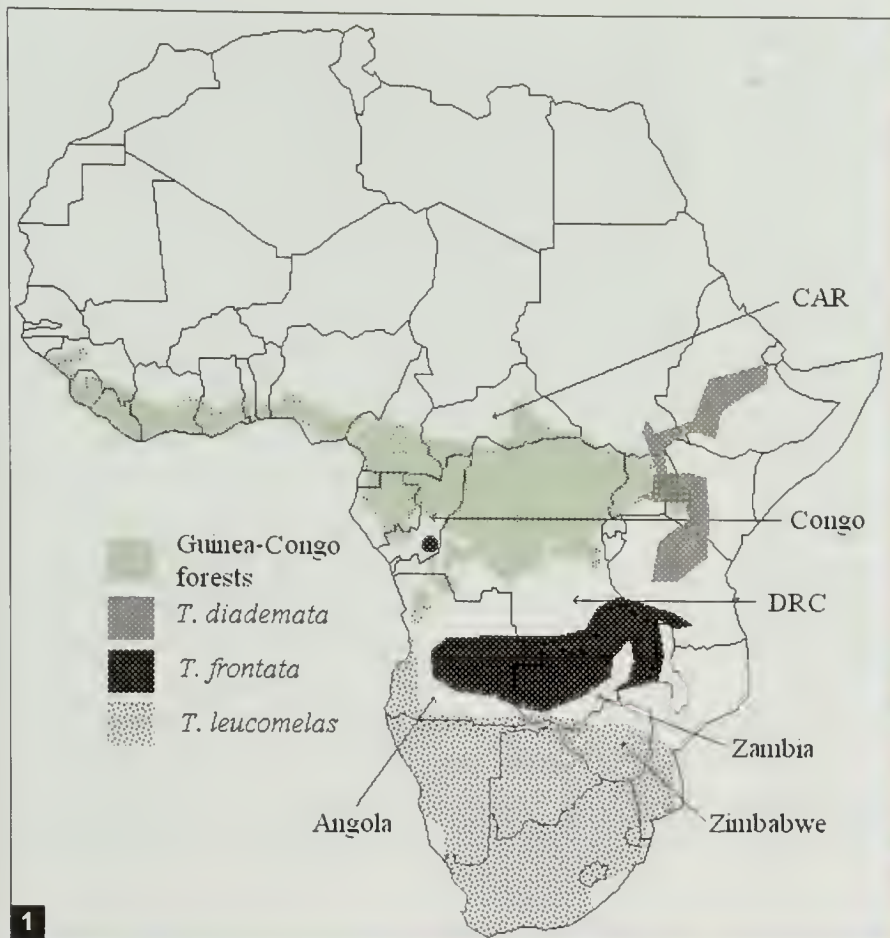 CAR
Congo
Guinea-Congo
forests
DRC
T. diademata
T. frontata
T. leucomelas
Zambia
Angola
Zimbabwe
1